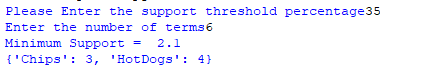 Please Enter the support threshold percentage35
Enter the number of terms6
Minimum Support =  2.1
{'Chips': 3, 'HotDogs': 4}